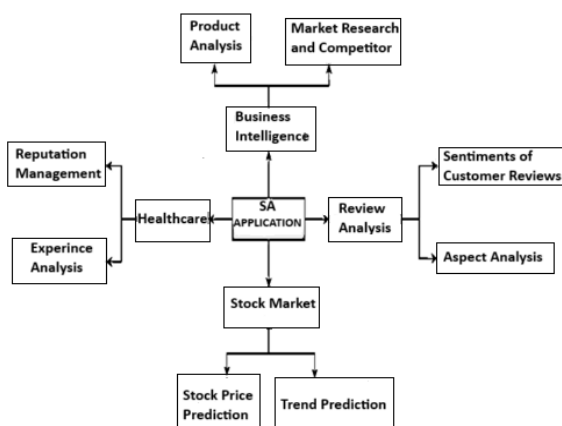 Product
Analysis
Market Research
and Competitor
Business
Intelligence
Reputation
Management
Sentiments of
Customer Reviews
Healthcare
SA
APPLICATION
Review
Analysis
Experince
Analysis
Aspect Analysis
Stock Market
Stock Price
Prediction
Trend Prediction